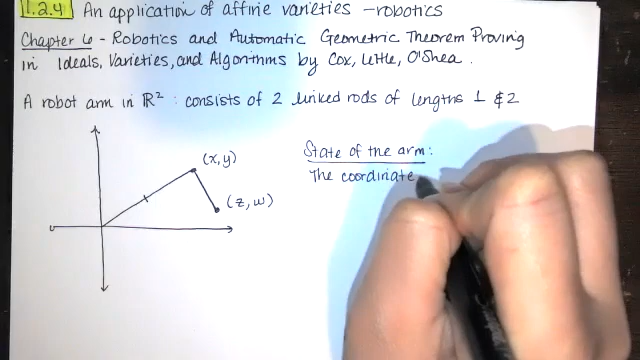 1.2.4 An application of affine varieties - robotics
Chapter 6 - Robotics and Automatic Geometric Theorem Proving
in Ideals, Varieties, and Algorithms by Cox, Little, O'Shea.
A robot arm in ℝ²: consists of 2 linked rods of lengths 1 & 2
(x,y)
(z,w)
State of the arm:
The coordinate